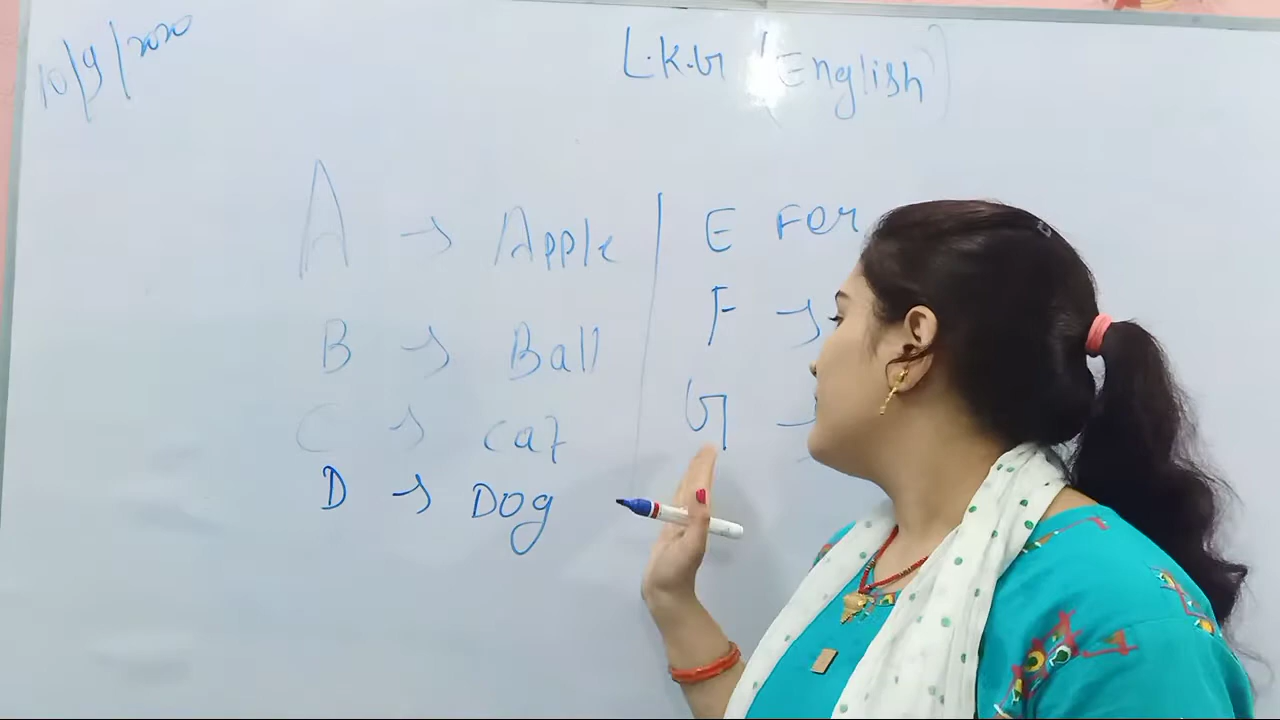 10/9/2020
L.K.G (English)
A → Apple
B → Ball
C → Cat
D → Dog
E For
F →
G →